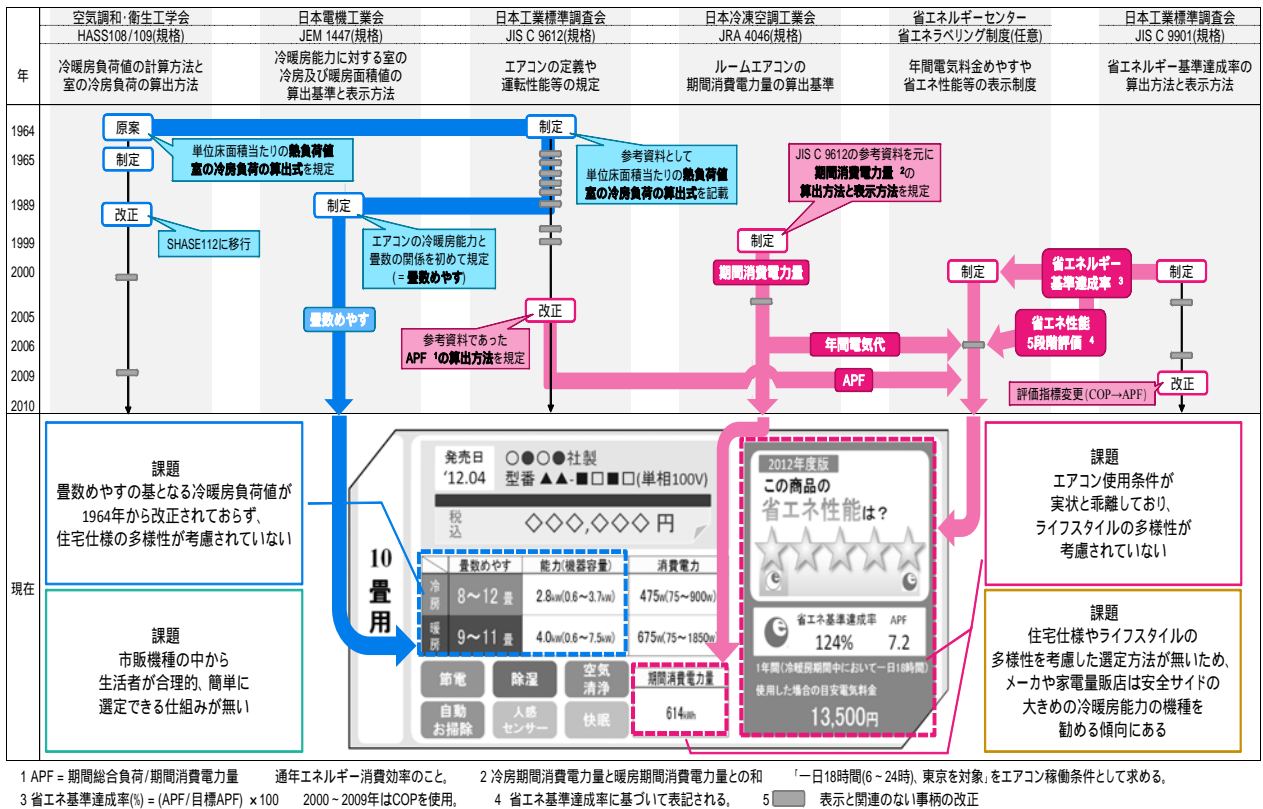 空気調和・衛生工学会
HASS108/109(規格)
日本電機工業会
JEM 1447(規格)
日本工業標準調査会
JIS C 9612(規格)
日本冷凍空調工業会
JRA 4046(規格)
省エネルギーセンター
省エネラベリング制度(任意)
日本工業標準調査会
JIS C 9901(規格)
年
冷暖房負荷値の計算方法と
室の冷房負荷の算出方法
冷暖房能力に対する室の
冷房及び暖房面積値の
算出基準と表示方法
エアコンの定義や
運転性能等の規定
ルームエアコンの
期間消費電力量の算出基準
年間電気料金めやすや
省エネ性能等の表示制度
省エネルギー基準達成率の
算出方法と表示方法
1964
1965
1989
1999
2000
2005
2006
2009
2010
原案
制定
改正
単位床面積当たりの熱負荷値
室の冷房負荷の算出式を規定
SHASE112に移行
制定
エアコンの冷暖房能力と
畳数の関係を初めて規定
(=畳数めやす)
畳数めやす
制定
参考資料として
単位床面積当たりの熱負荷値
室の冷房負荷の算出式を記載
改正
参考資料であった
APF 1の算出方法を規定
JIS C 9612の参考資料を元に
期間消費電力量 2の
算出方法と表示方法を規定
制定
期間消費電力量
年間電気代
APF
制定
省エネルギー
基準達成率 3
制定
省エネ性能
5段階評価 4
改正
評価指標変更(COP→APF)
現在
課題
畳数めやすの基となる冷暖房負荷値が
1964年から改正されておらず、
住宅仕様の多様性が考慮されていない
課題
市販機種の中から
生活者が合理的、簡単に
選定できる仕組みが無い
10
畳
用
発売日
'12.04
○●○●社製
型番 ▲▲-■□■□(単相100V)
税込
◇◇◇,◇◇◇ 円
畳数めやす
能力(機器容量)
消費電力
冷房
8～12 畳
2.8kw(0.6～3.7kw)
475w(75～900w)
暖房
9～11 畳
4.0kw(0.6～7.5kw)
675w(75～1850w)
節電
除湿
空気
清浄
自動
お掃除
人感
センサー
快眠
期間消費電力量
614kwh
2012年度版
この商品の
省エネ性能は?
省エネ基準達成率
APF
124%
7.2
1年間(冷暖房期間中において一日18時間)
使用した場合の目安電気料金
13,500円
課題
エアコン使用条件が
実状と乖離しており、
ライフスタイルの多様性が
考慮されていない
課題
住宅仕様やライフスタイルの
多様性を考慮した選定方法が無いため、
メーカや家電量販店は安全サイドの
大きめの冷暖房能力の機種を
勧める傾向にある
1 APF = 期間総合負荷/期間消費電力量 通年エネルギー消費効率のこと。 2 冷房期間消費電力量と暖房期間消費電力量との和 「一日18時間(6～24時)、東京を対象」をエアコン稼働条件として求める。
3 省エネ基準達成率(%) = (APF/目標APF) ×100 2000～2009年はCOPを使用。 4 省エネ基準達成率に基づいて表記される。 5 表示と関連のない事柄の改正